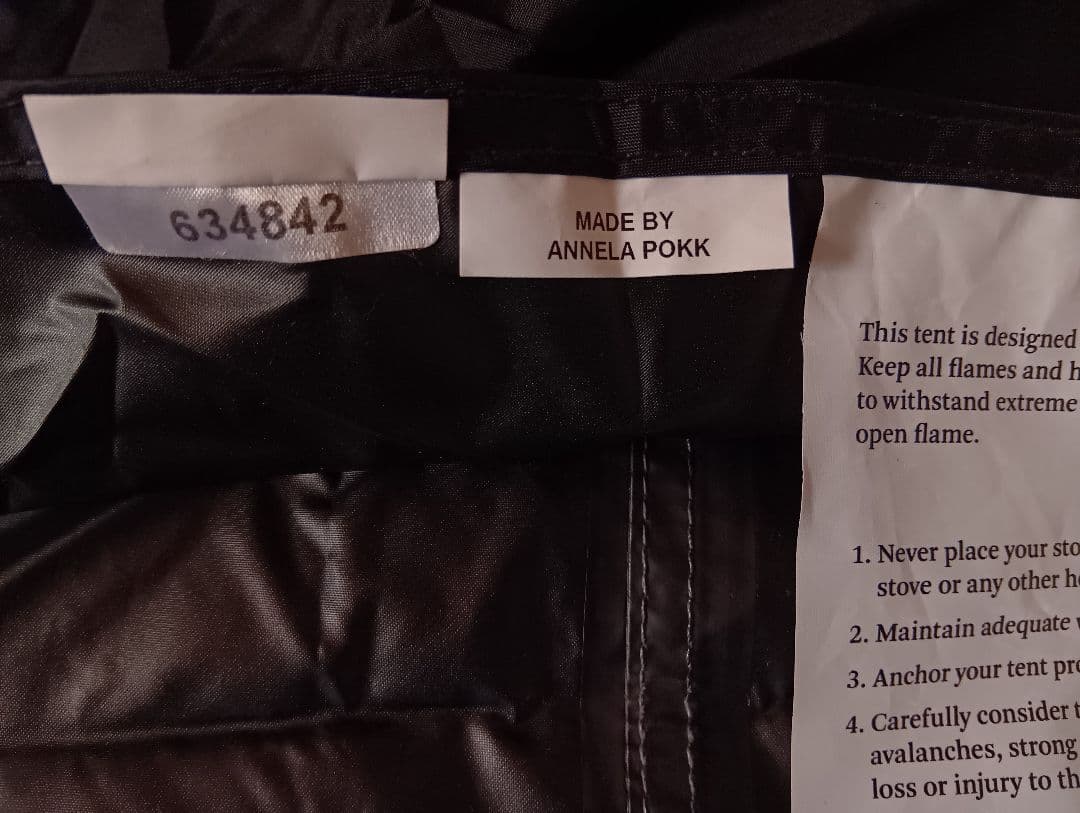 634842
MADE BY
ANNELA POKK
This tent is designed
Keep all flames and
to withstand extreme
open flame.
1. Never place your
stove or any other
2. Maintain adequate
3. Anchor your tent
4. Carefully consider
avalanches, strong
loss or injury to